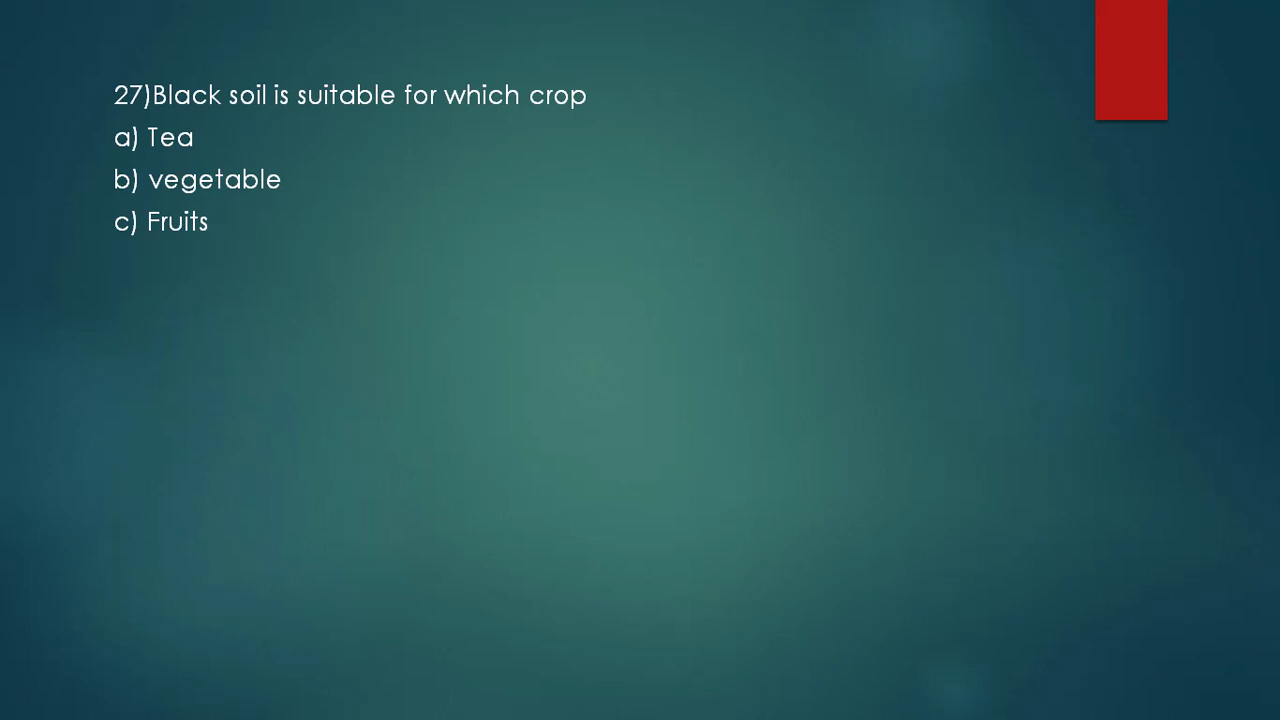 27)Black soil is suitable for which crop
a) Tea
b) vegetable
c) Fruits